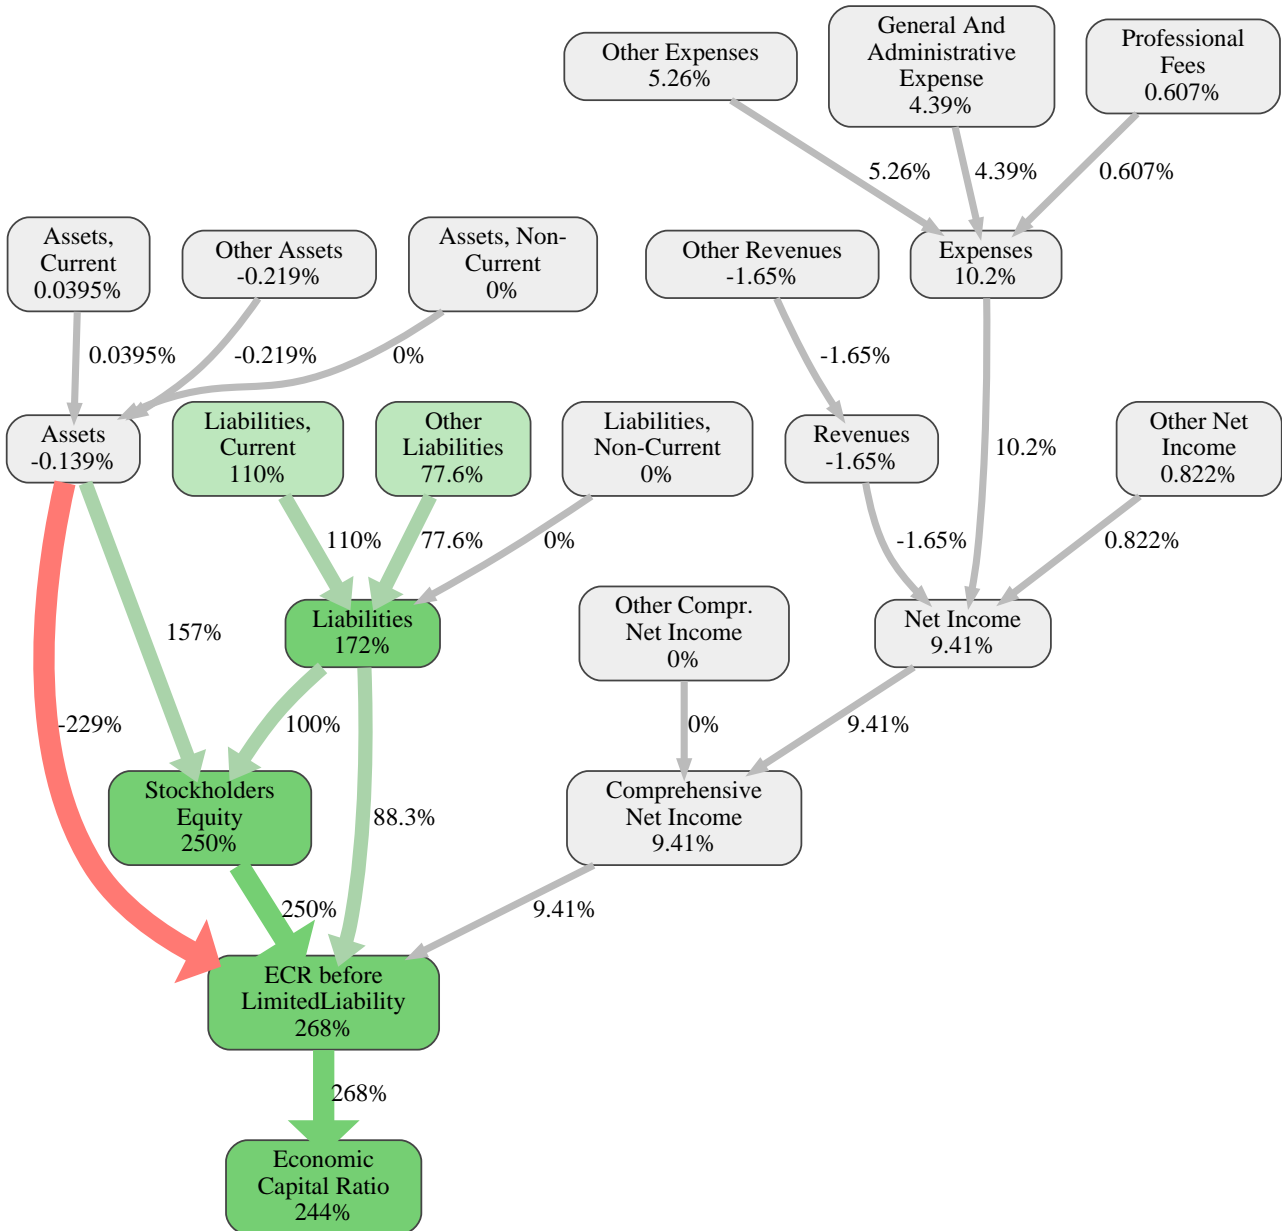 Other Expenses
5.26%
General And
Administrative
Expense
4.39%
Professional
Fees
0.607%
5.26%
4.39%
0.607%
Assets,
Current
0.0395%
Other Assets
-0.219%
Assets, Non-
Current
0%
Other Revenues
-1.65%
Expenses
10.2%
0.0395%
-0.219%
0%
-1.65%
10.2%
Assets
-0.139%
Liabilities,
Current
110%
Other
Liabilities
77.6%
Liabilities,
Non-Current
0%
Revenues
-1.65%
Other Net
Income
0.822%
110%
77.6%
0%
-1.65%
0.822%
157%
-229%
Liabilities
172%
Other Compr.
Net Income
0%
Net Income
9.41%
100%
88.3%
0%
9.41%
Stockholders
Equity
250%
Comprehensive
Net Income
9.41%
250%
9.41%
ECR before
LimitedLiability
268%
268%
Economic
Capital Ratio
244%